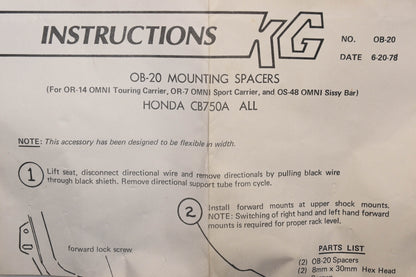 INSTRUCTIONS KG NO. OB-20
DATE 6-20-78
OB-20 MOUNTING SPACERS
(For OR-14 OMNI Touring Carrier, OR-7 OMNI Sport Carrier, and OS-48 OMNI Sissy Bar)
HONDA CB750A ALL
NOTE: This accessory has been designed to be flexible in width.
1 Lift seat, disconnect directional wire and remove directionals by pulling black wire
through black shieth. Remove directional support tube from cycle.
2 Install forward mounts at upper shock mounts.
NOTE: Switching of right hand and left hand forward
mounts is required for proper rack level.
forward lock screw
PARTS LIST
(2) OB-20 Spacers
(2) 8mm x 30mm Hex Head